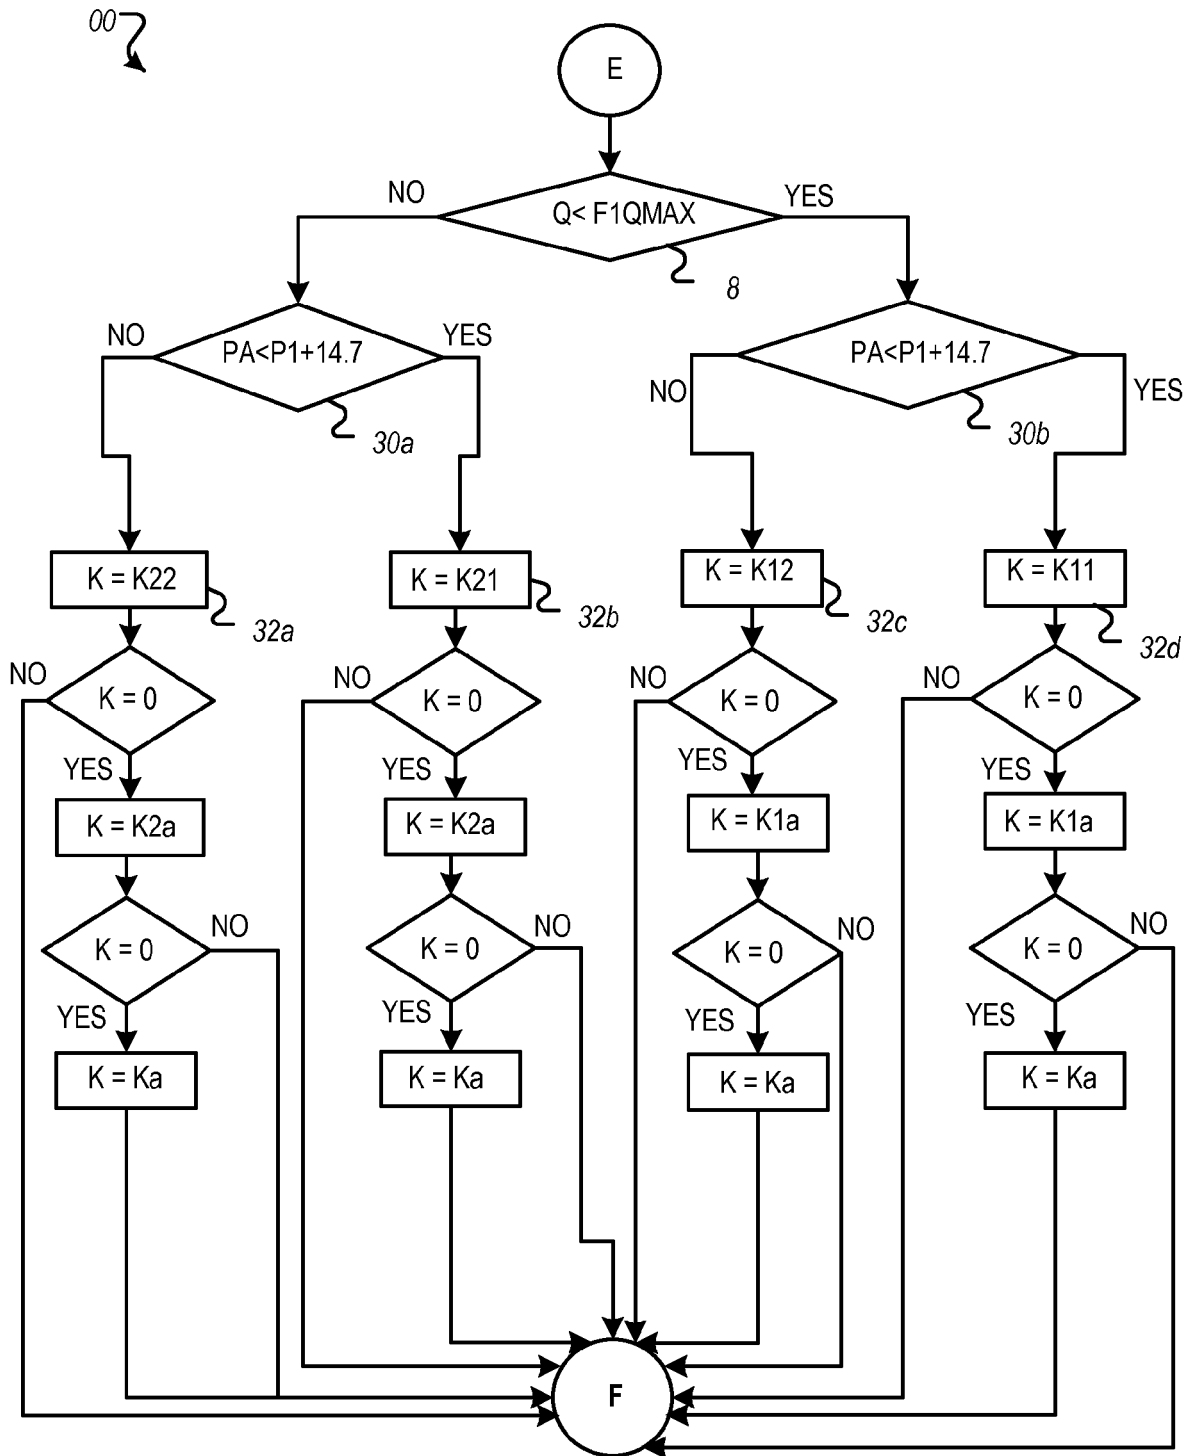 00
E
NO
Q< F1QMAX
YES
8
NO
PA<P1+14.7
YES
30a
NO
PA<P1+14.7
YES
30b
K = K22
32a
K = K21
32b
K = K12
32c
K = K11
32d
NO
K = 0
NO
K = 0
NO
K = 0
NO
K = 0
YES
YES
YES
YES
K = K2a
K = K2a
K = K1a
K = K1a
K = 0
NO
K = 0
NO
K = 0
NO
K = 0
NO
YES
YES
YES
YES
K = Ka
K = Ka
K = Ka
K = Ka
F